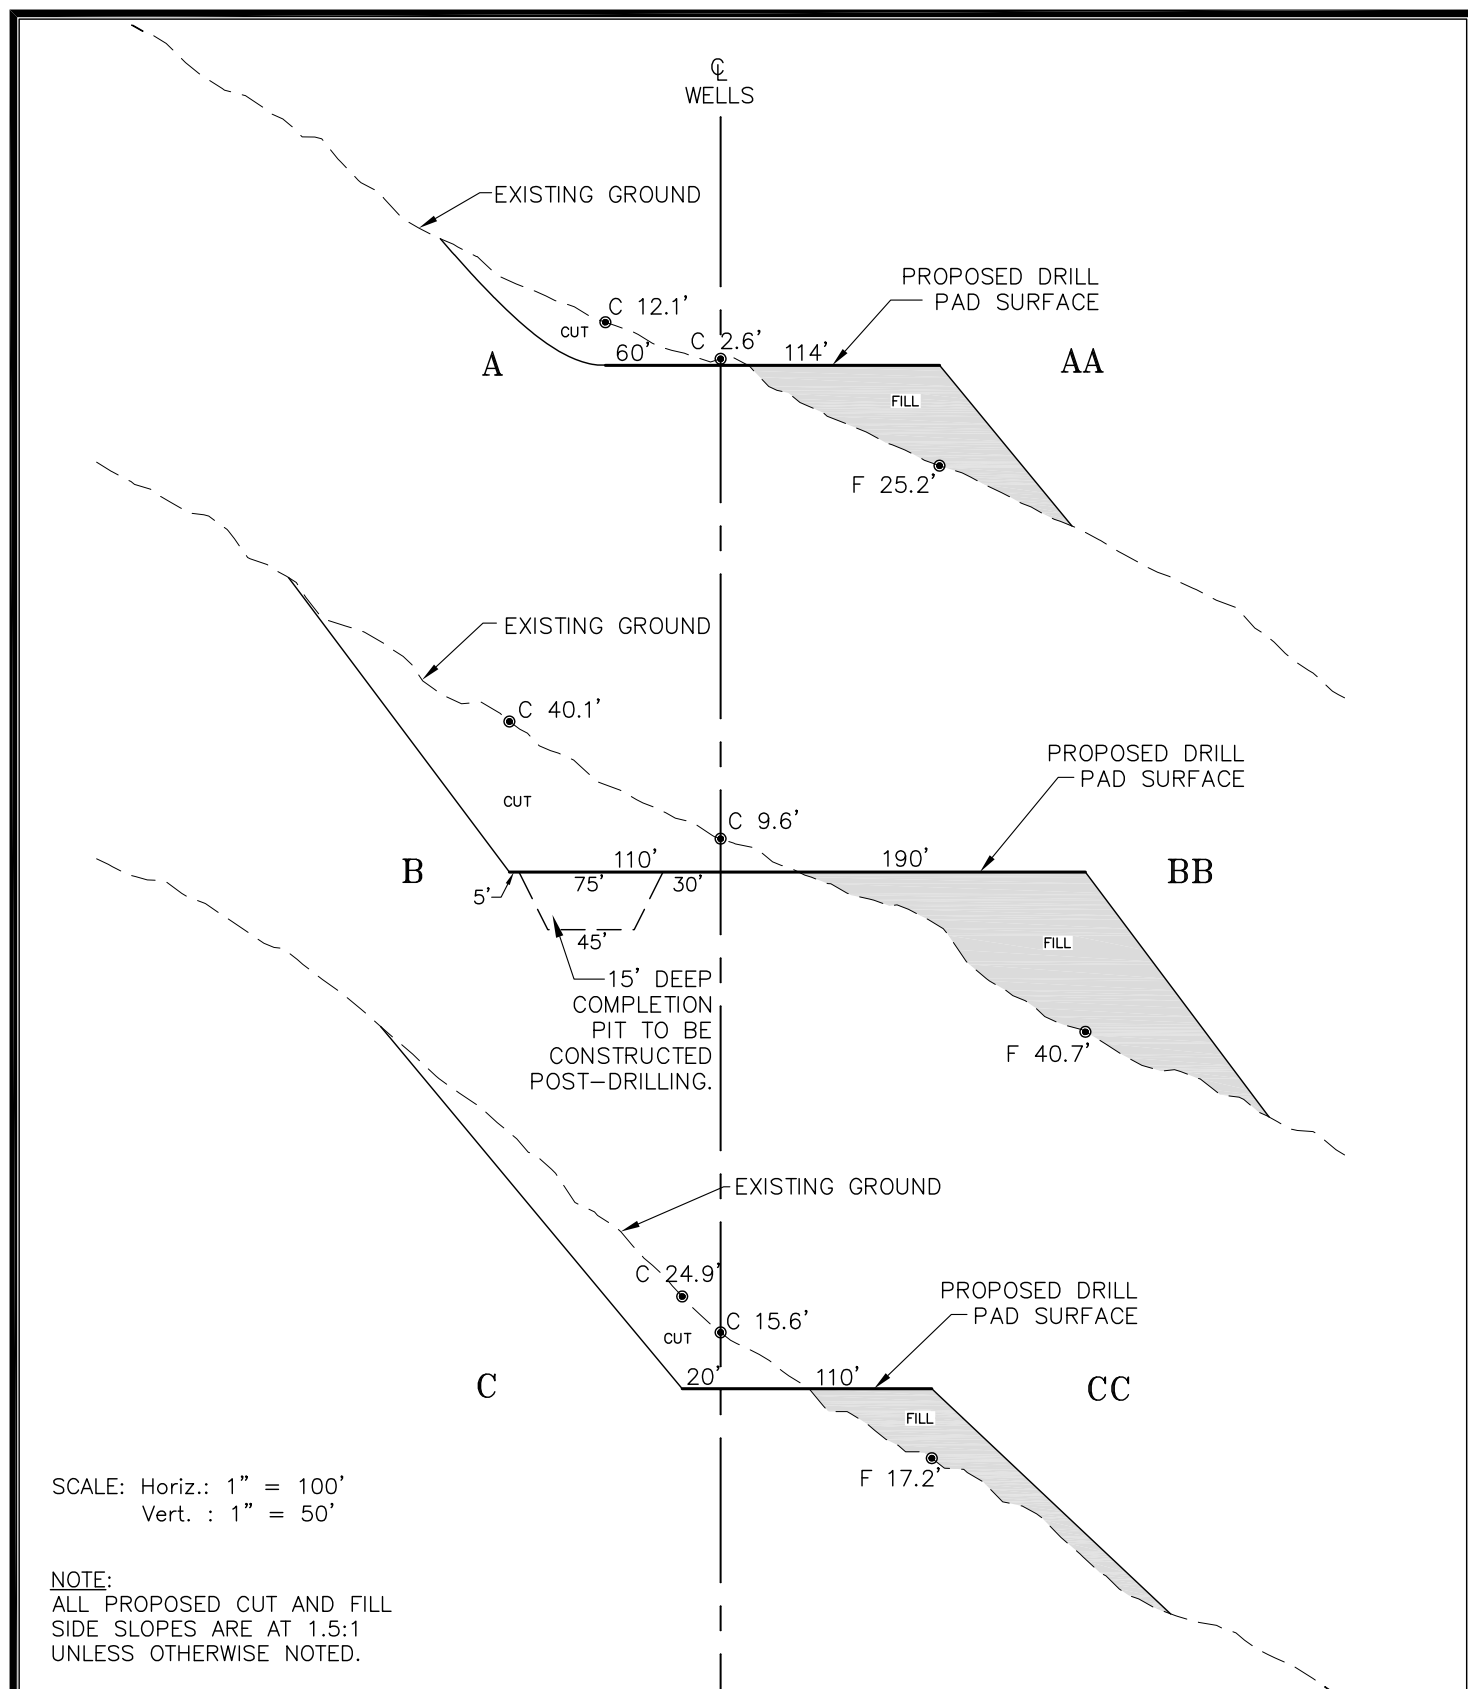 ℄
WELLS
EXISTING GROUND
PROPOSED DRILL
PAD SURFACE
C 12.1’
CUT
C 2.6’
60’
114’
A
AA
FILL
F 25.2’
EXISTING GROUND
C 40.1’
PROPOSED DRILL
PAD SURFACE
CUT
C 9.6’
110’
190’
B
BB
5’
75’
30’
45’
FILL
15’ DEEP
COMPLETION
PIT TO BE
CONSTRUCTED
POST–DRILLING.
F 40.7’
EXISTING GROUND
C 24.9’
PROPOSED DRILL
PAD SURFACE
C 15.6’
CUT
20’
110’
C
CC
FILL
F 17.2’
SCALE: Horiz.: 1” = 100’
Vert. : 1” = 50’
NOTE:
ALL PROPOSED CUT AND FILL
SIDE SLOPES ARE AT 1.5:1
UNLESS OTHERWISE NOTED.